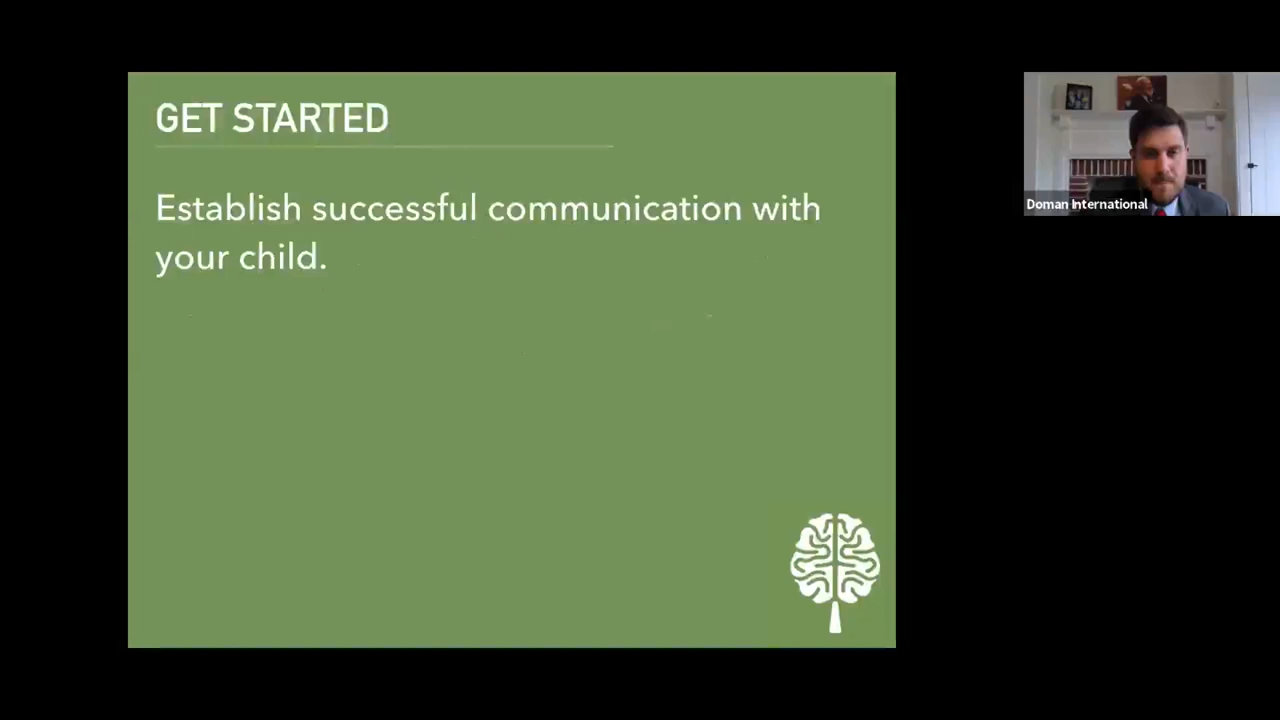 GET STARTED
Establish successful communication with
your child.
Doman International